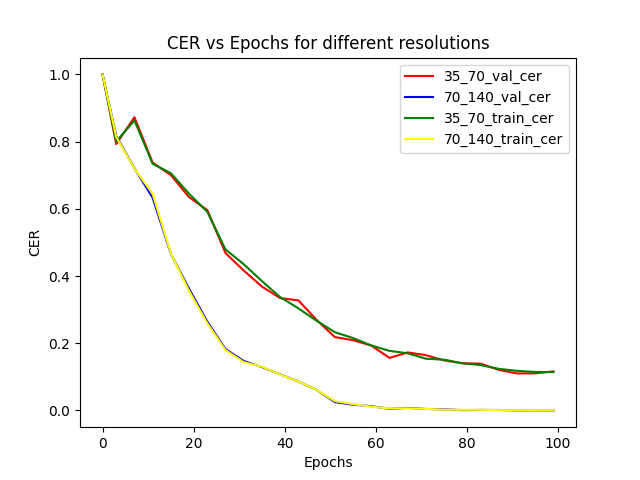 CER vs Epochs for different resolutions
1.0
0.8
0.6
0.4
0.2
0.0
CER
35_70_val_cer
70_140_val_cer
35_70_train_cer
70_140_train_cer
0 20 40 60 80 100
Epochs